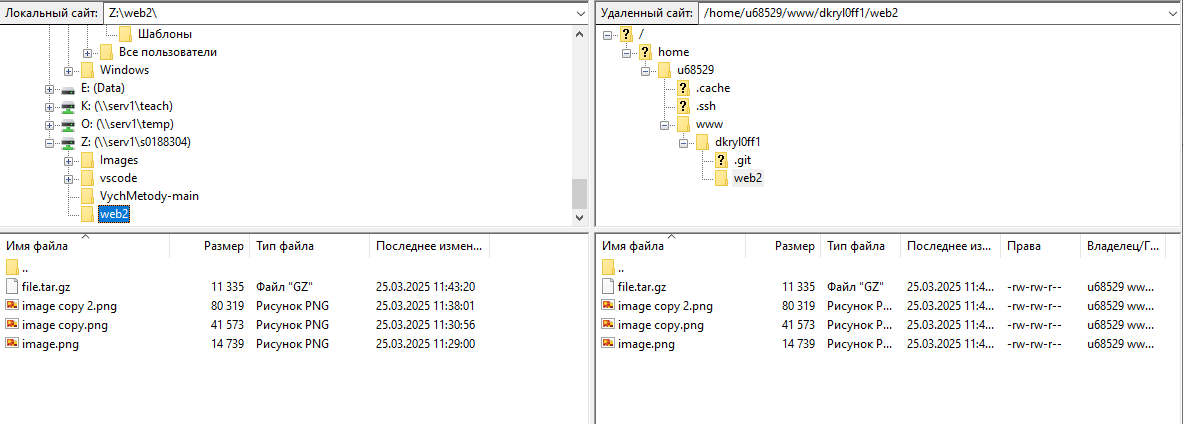 Локальный сайт: Z:\web2\
Шаблоны
Все пользователи
Windows
E: (Data)
K: (\\serv1\teach)
O: (\\serv1\temp)
Z: (\\serv1\s0188304)
Images
vscode
VychMetody-main
web2
Имя файла Размер Тип файла Последнее измен...
..
file.tar.gz 11 335 Файл "GZ" 25.03.2025 11:43:20
image copy 2.png 80 319 Рисунок PNG 25.03.2025 11:38:01
image copy.png 41 573 Рисунок PNG 25.03.2025 11:30:56
image.png 14 739 Рисунок PNG 25.03.2025 11:29:00
Удаленный сайт: /home/u68529/www/dkryl0ff1/web2
/
? home
u68529
? .cache
? .ssh
www
dkryl0ff1
? .git
web2
Имя файла Размер Тип файла Последнее из... Права Владелец/Г...
..
file.tar.gz 11 335 Файл "GZ" 25.03.2025 11:4... -rw-rw-r-- u68529 ww...
image copy 2.png 80 319 Рисунок P... 25.03.2025 11:4... -rw-rw-r-- u68529 ww...
image copy.png 41 573 Рисунок P... 25.03.2025 11:4... -rw-rw-r-- u68529 ww...
image.png 14 739 Рисунок P... 25.03.2025 11:4... -rw-rw-r-- u68529 ww...